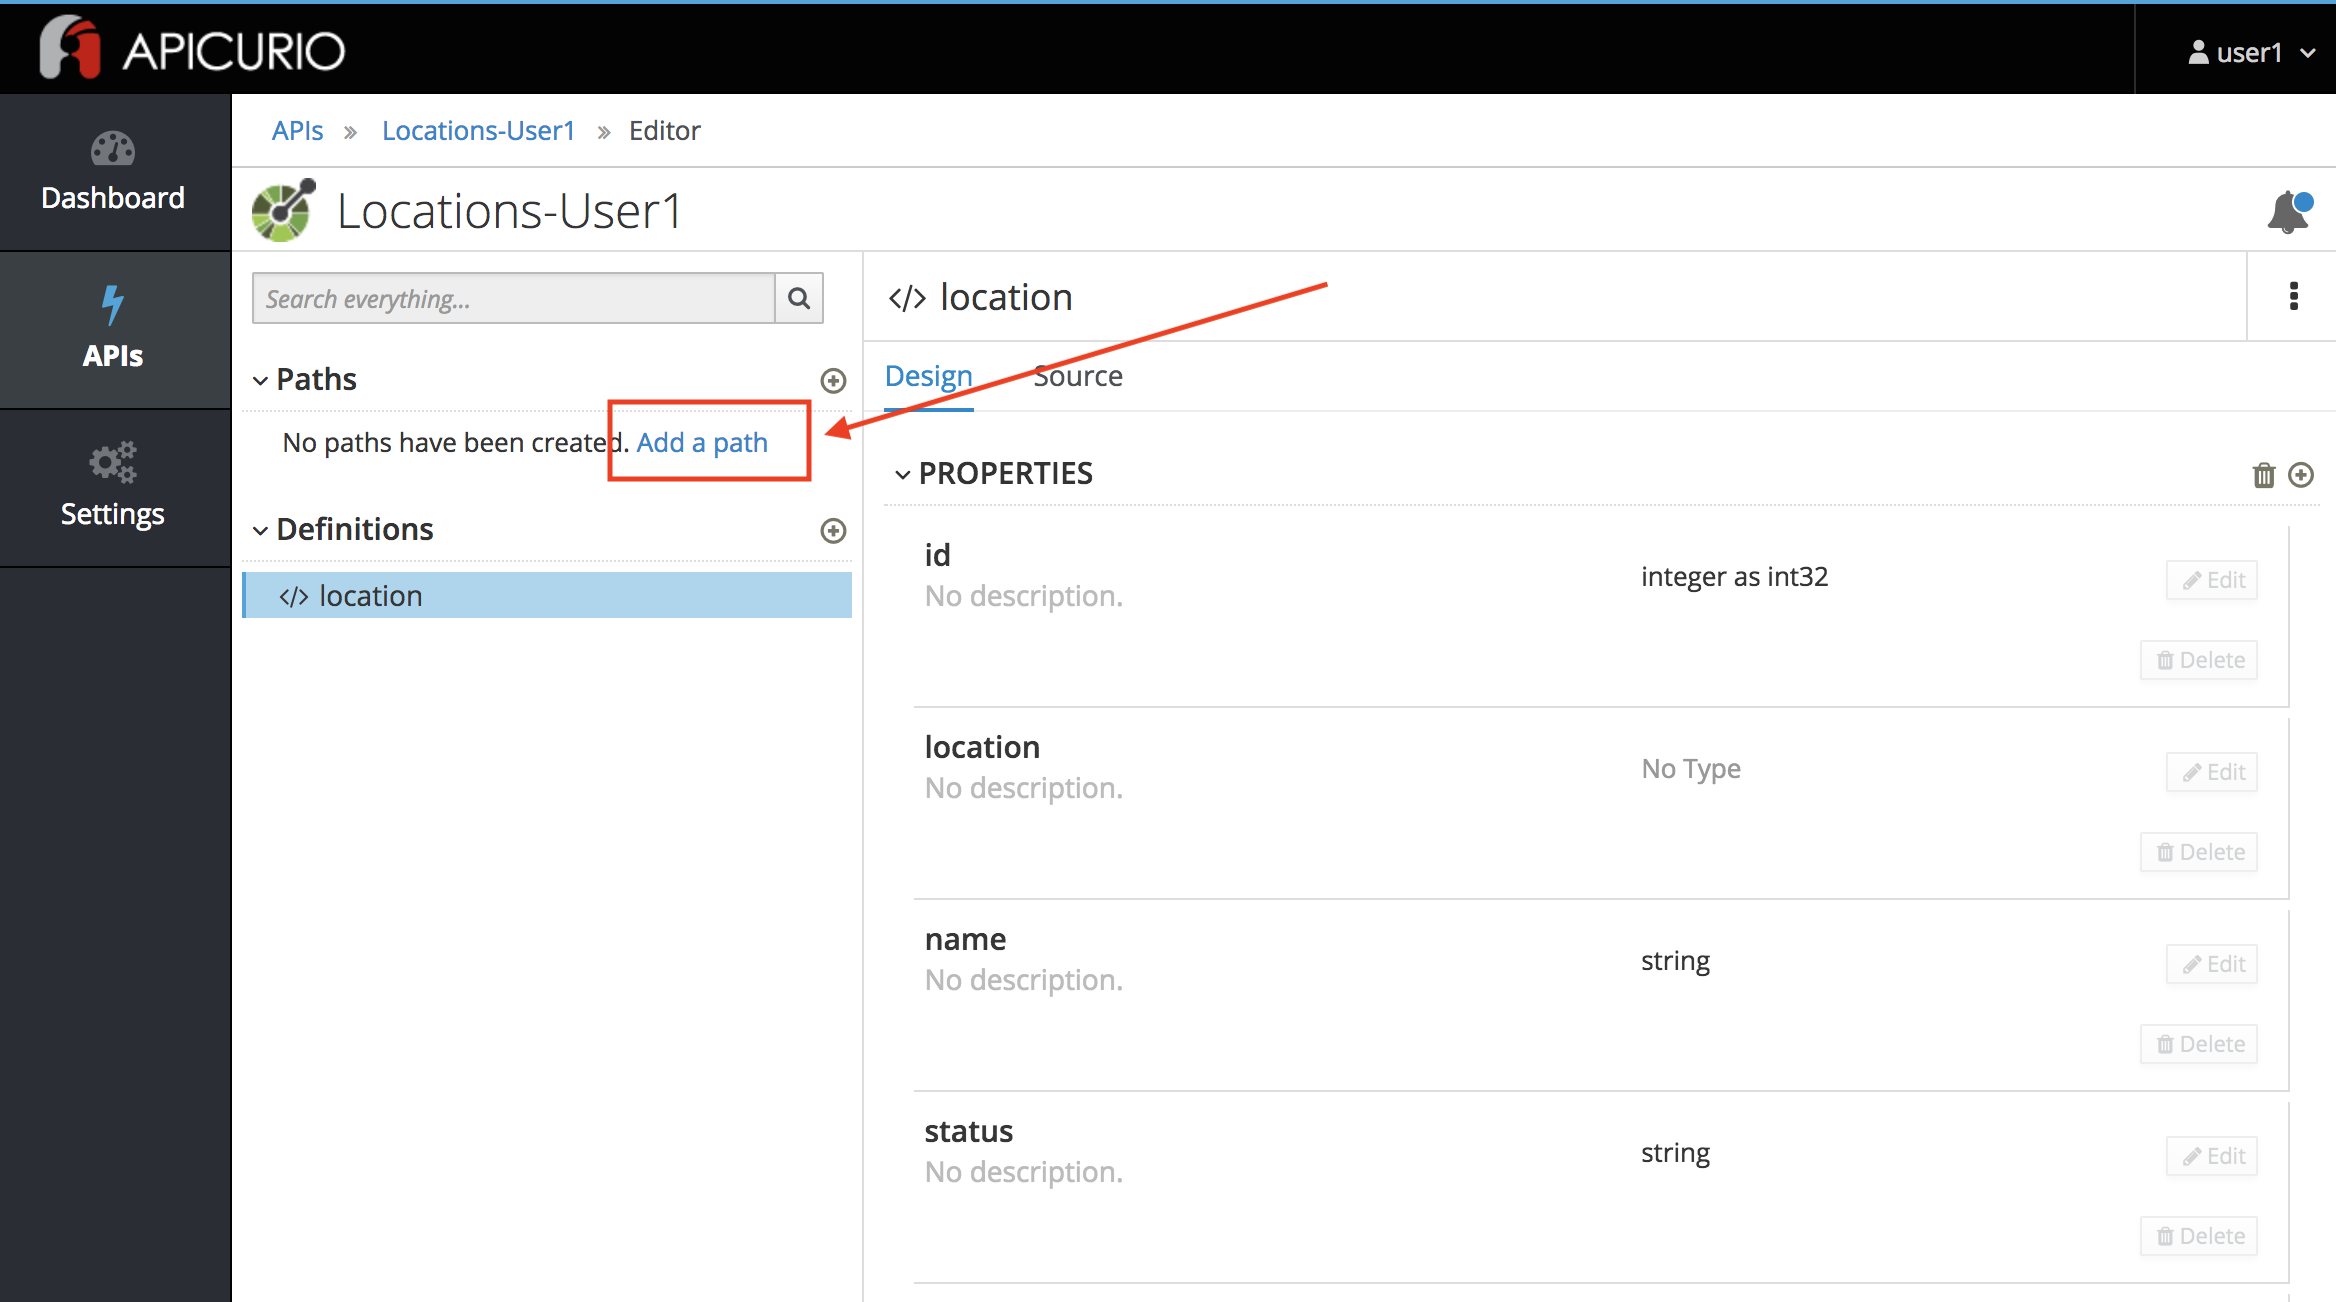 APICURIO
user1
Dashboard
APIs
Settings
APIs » Locations-User1 » Editor
Locations-User1
Search everything...
Paths
No paths have been created. Add a path
Definitions
</> location
</> location
Design Source
PROPERTIES
id
No description.
integer as int32
Edit
Delete
location
No description.
No Type
Edit
Delete
name
No description.
string
Edit
Delete
status
No description.
string
Edit
Delete